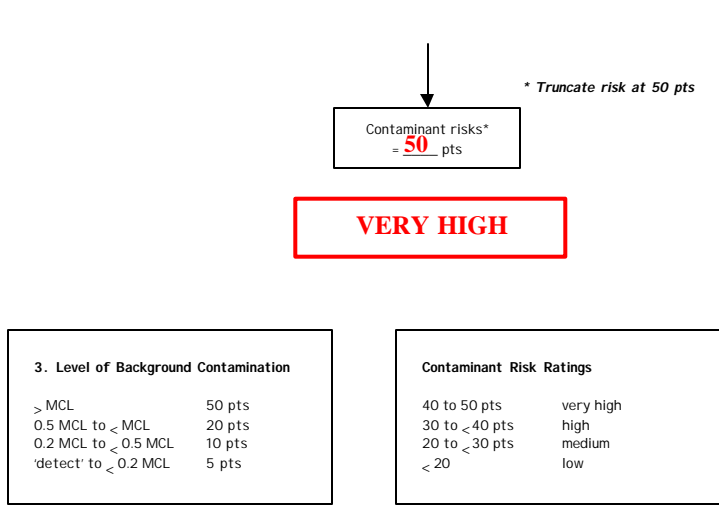 * Truncate risk at 50 pts
Contaminant risks*
= 50 pts
VERY HIGH
3. Level of Background Contamination
> MCL 50 pts
0.5 MCL to < MCL 20 pts
0.2 MCL to < 0.5 MCL 10 pts
‘detect’ to < 0.2 MCL 5 pts
Contaminant Risk Ratings
40 to 50 pts very high
30 to < 40 pts high
20 to < 30 pts medium
< 20 low